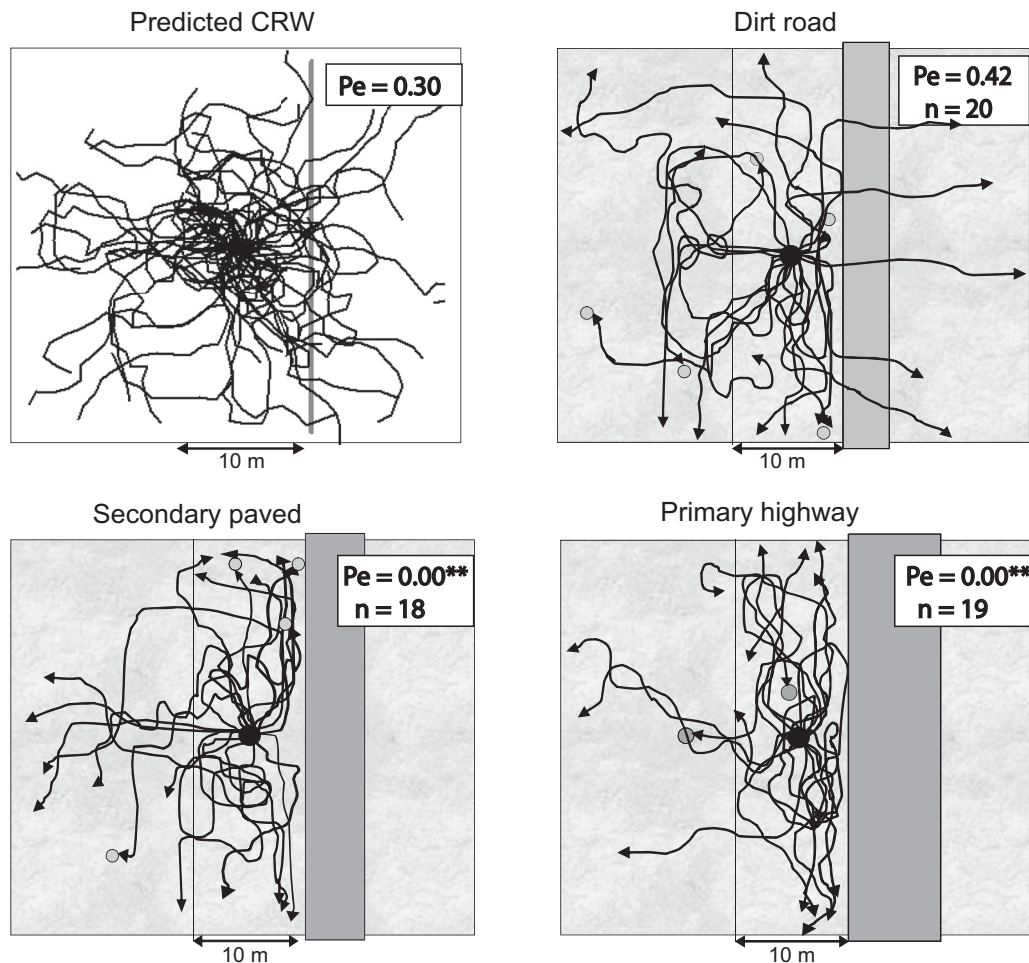 Predicted CRW
Pe = 0.30
10 m
Dirt road
Pe = 0.42
n = 20
10 m
Secondary paved
Pe = 0.00**
n = 18
10 m
Primary highway
Pe = 0.00**
n = 19
10 m